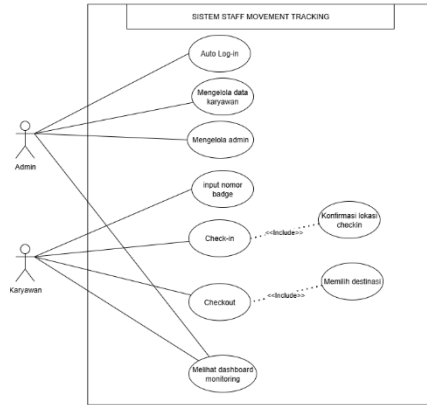 SISTEM STAFF MOVEMENT TRACKING
Auto Log-in
Mengelola data
karyawan
Mengelola admin
Admin
input nomor
badge
Check-in
<<Include>>
Konfirmasi lokasi
checkin
Karyawan
Checkout
<<Include>>
Memilih destinasi
Melihat dashboard
monitoring